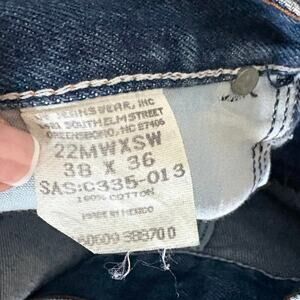 JEANSWEAR, INC
SOUTH ELM STREET
GREENSBORO, NC 27406
22MWXSW
38 X 36
SAS:C335-013
100% COTTON
MADE IN MEXICO